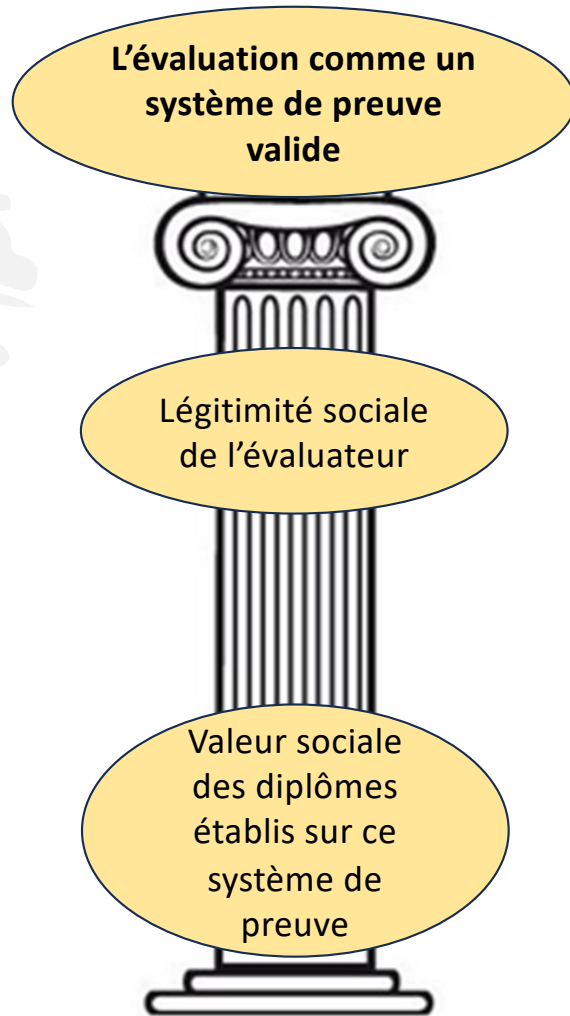 L’évaluation comme un
système de preuve
valide
Légitimité sociale
de l’évaluateur
Valeur sociale
des diplômes
établis sur ce
système de
preuve